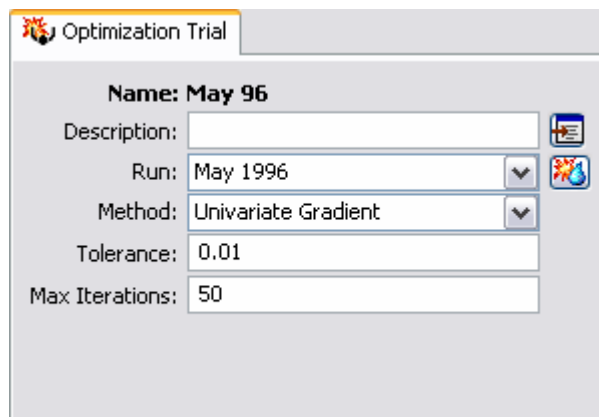 Optimization Trial
Name: May 96
Description:
Run: May 1996
Method: Univariate Gradient
Tolerance: 0.01
Max Iterations: 50